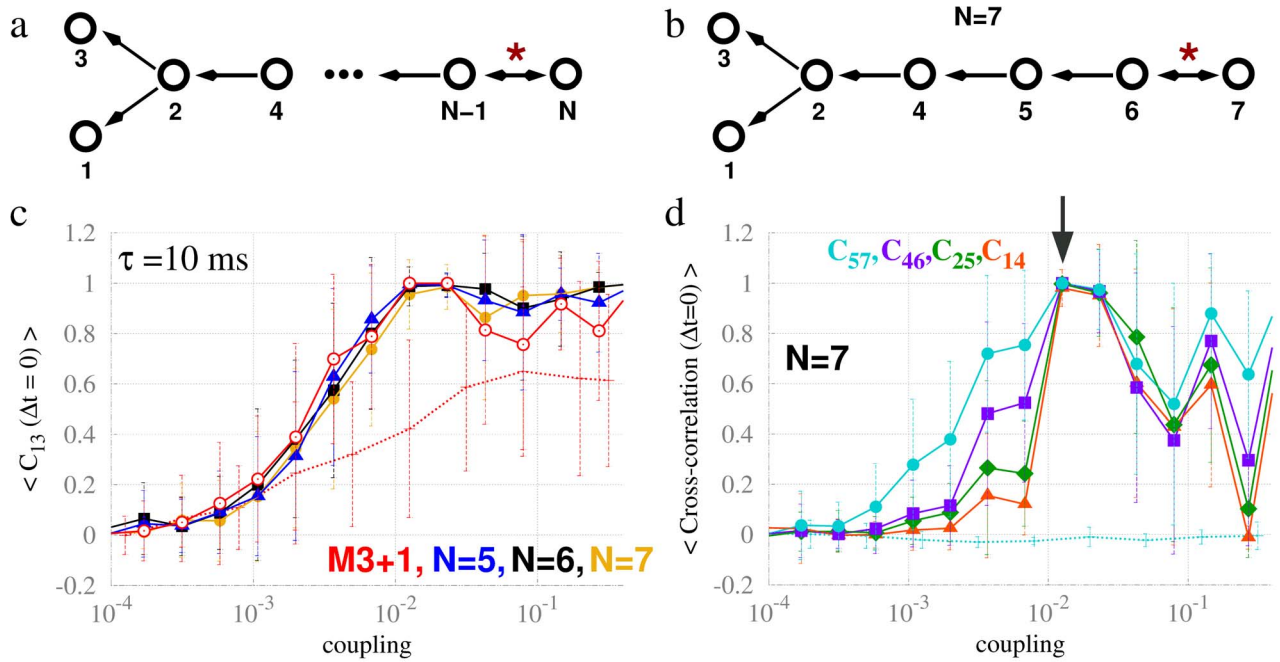 a
3
2
4
•••
*
N−1
N
1
b
N=7
3
2
4
5
6
*
7
1
c
< C13 (Δt = 0) >
1.2
1
0.8
0.6
0.4
0.2
0
-0.2
τ =10 ms
M3+1, N=5, N=6, N=7
10-4
10-3
10-2
10-1
coupling
d
< Cross-correlation (Δt=0) >
1.2
1
0.8
0.6
0.4
0.2
0
-0.2
C57, C46, C25, C14
N=7
10-4
10-3
10-2
10-1
coupling